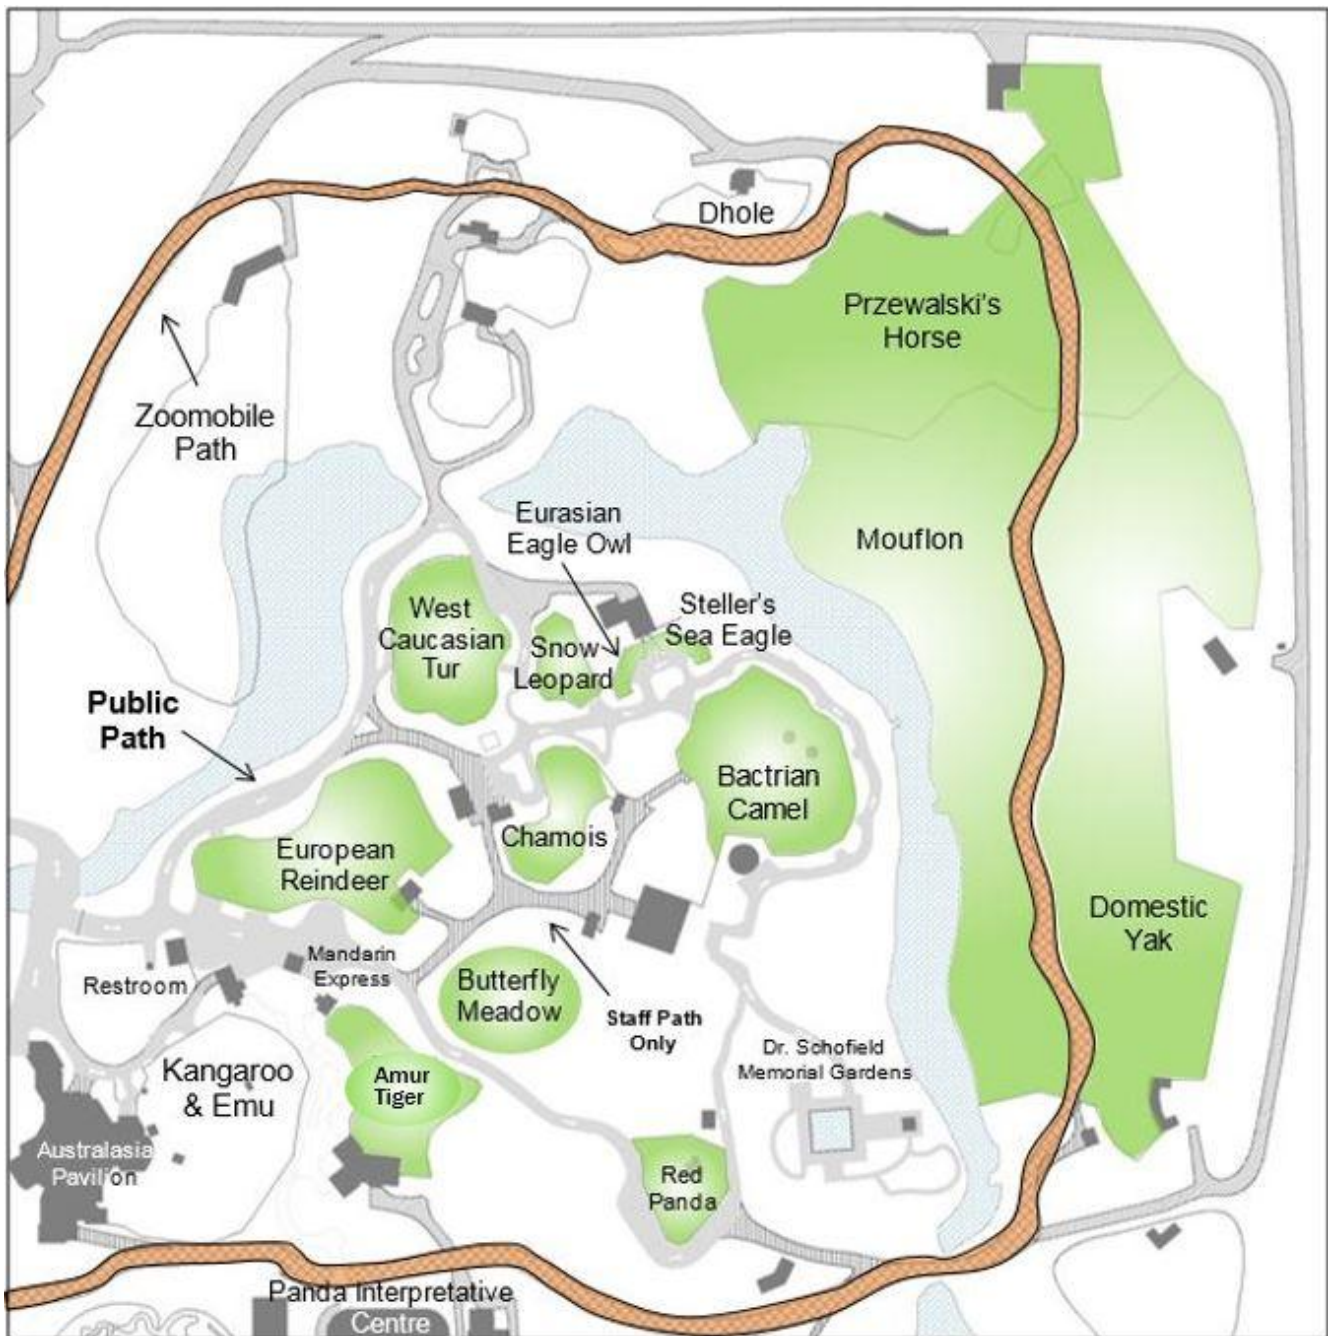 Dhole
Przewalski's
Horse
Zoomobile
Path
Eurasian
Eagle Owl
Mouflon
West
Caucasian
Tur
Steller's
Sea Eagle
Snow
Leopard
Public
Path
Bactrian
Camel
Chamois
European
Reindeer
Domestic
Yak
Mandarin
Express
Restroom
Butterfly
Meadow
Staff Path
Only
Dr. Schofield
Memorial Gardens
Kangaroo
& Emu
Amur
Tiger
Australasia
Pavilion
Red
Panda
Panda Interpretative
Centre